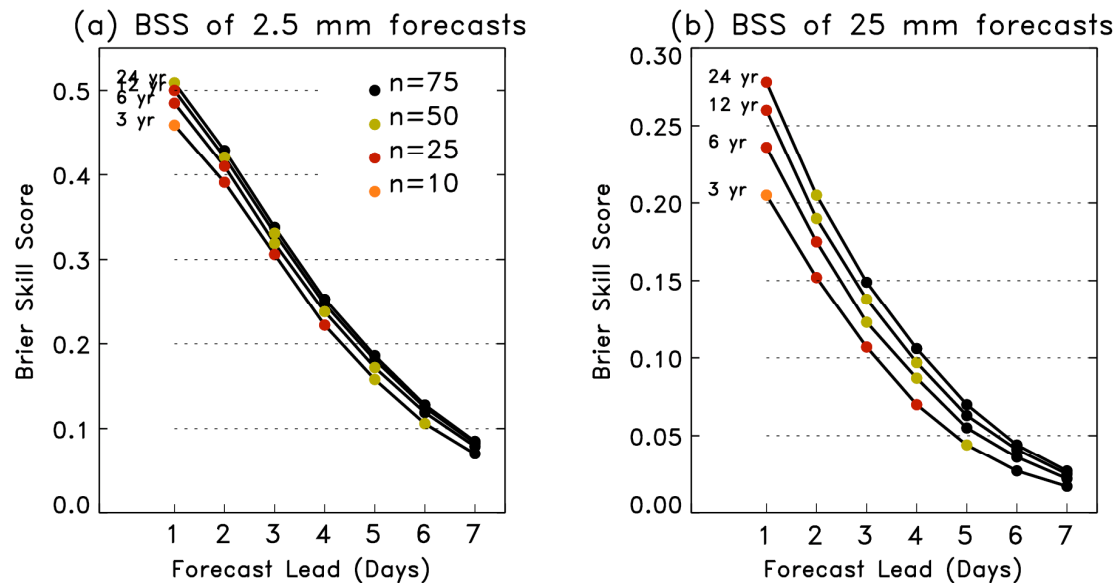 (a) BSS of 2.5 mm forecasts
0.5
0.4
0.3
0.2
0.1
0.0
Brier Skill Score
24 yr
12 yr
6 yr
3 yr
n=75
n=50
n=25
n=10
1 2 3 4 5 6 7
Forecast Lead (Days)
(b) BSS of 25 mm forecasts
0.30
0.25
0.20
0.15
0.10
0.05
0.00
Brier Skill Score
24 yr
12 yr
6 yr
3 yr
1 2 3 4 5 6 7
Forecast Lead (Days)